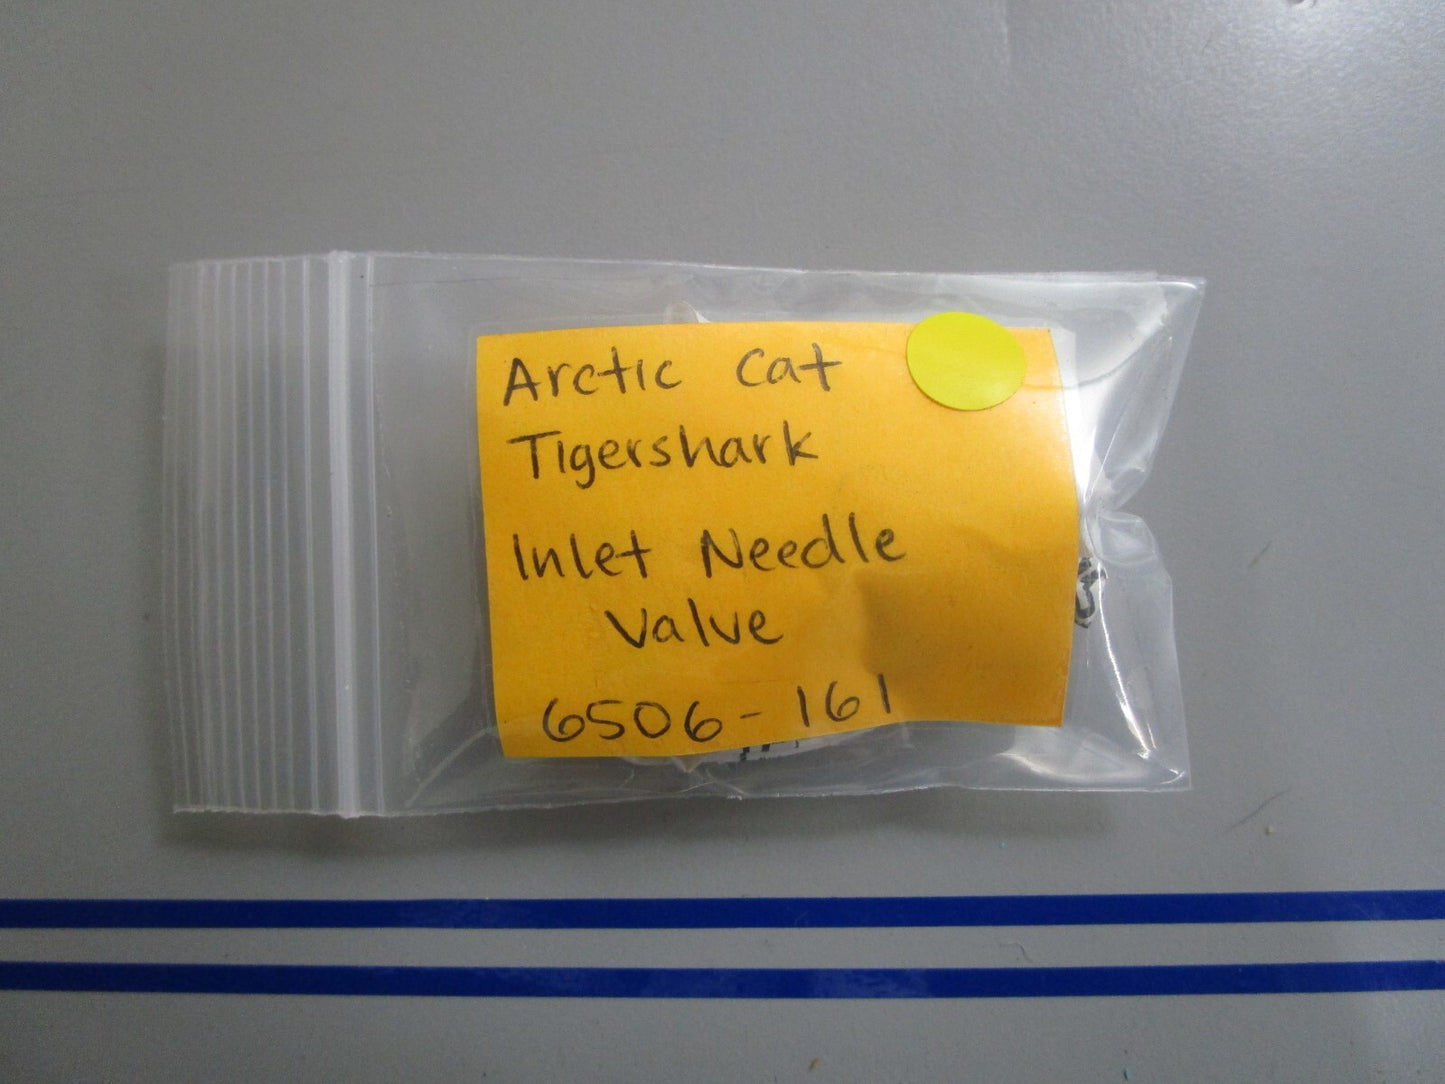 Arctic Cat
Tigershark
Inlet Needle
Valve
6506-161